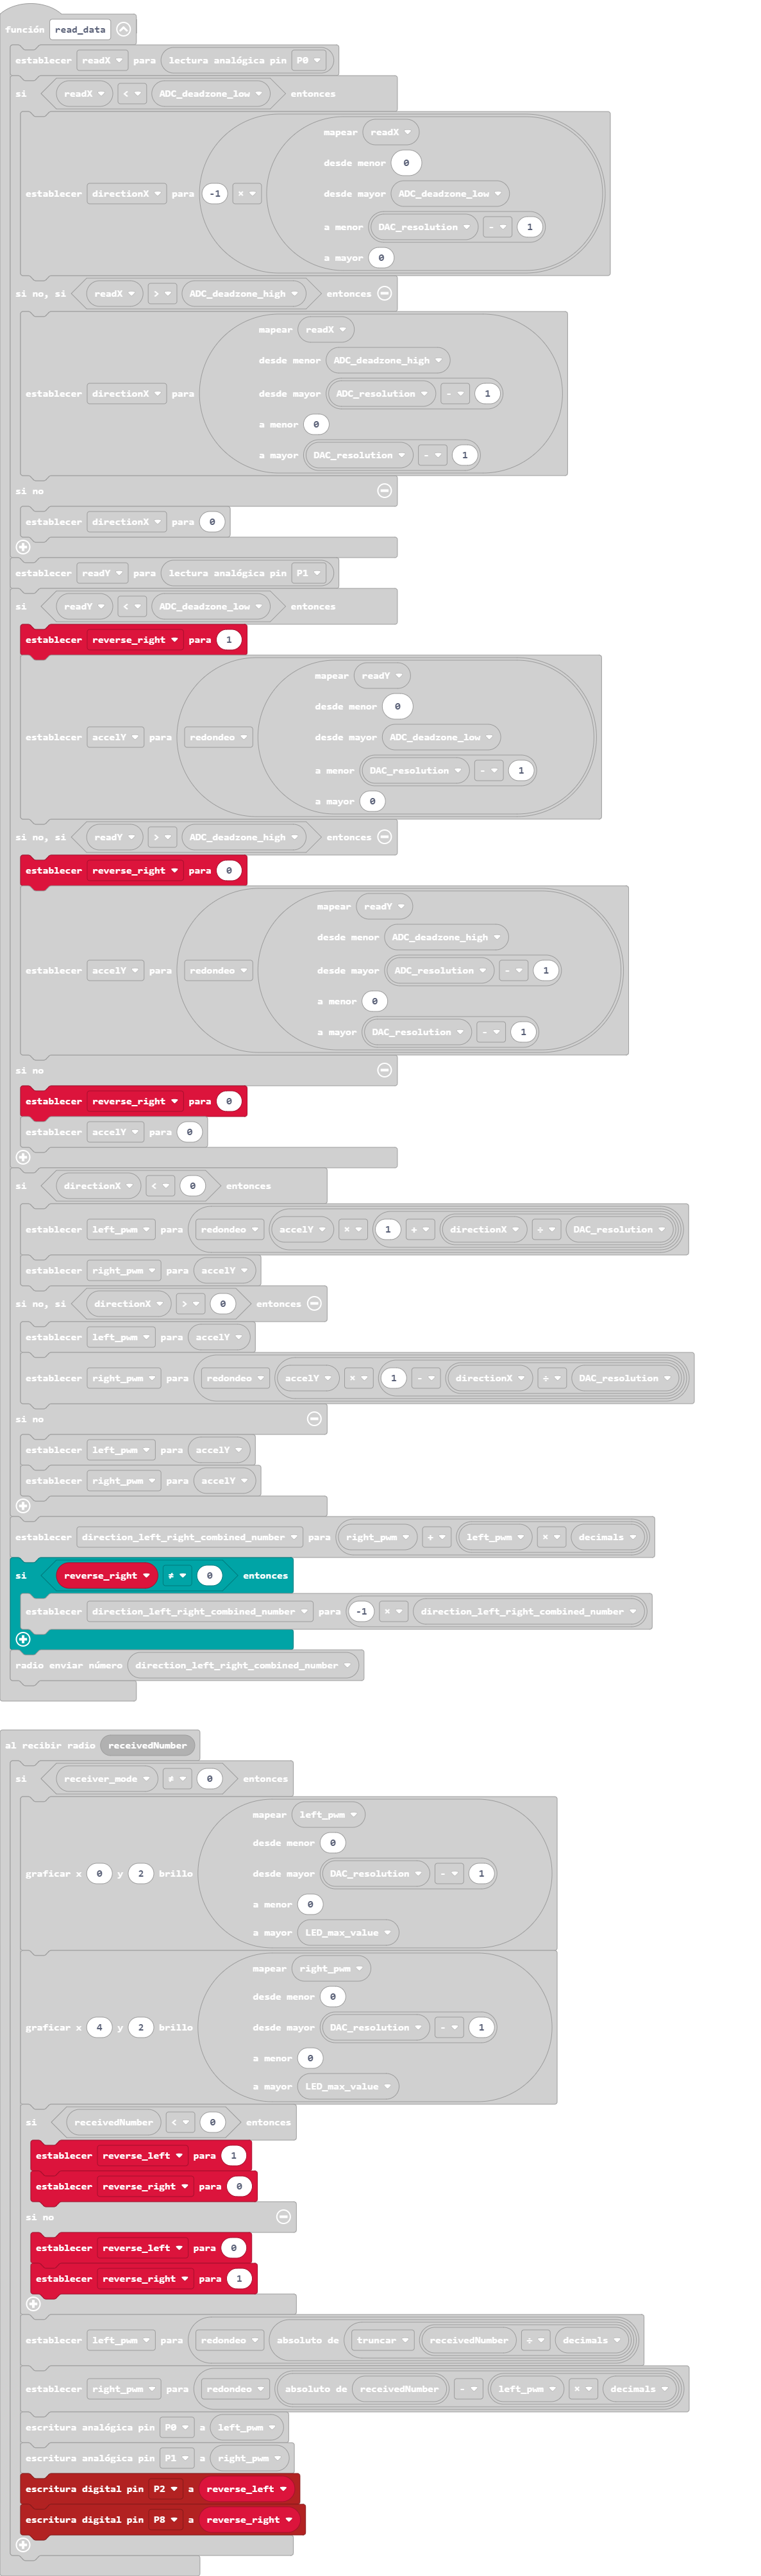 función read_data
establecer readX para lectura analógica pin P0
si readX < ADC_deadzone_low entonces
mapear readX
desde menor 0
establecer directionX para -1 × desde mayor ADC_deadzone_low
a menor DAC_resolution - 1
a mayor 0
si no, si readX > ADC_deadzone_high entonces
mapear readX
desde menor ADC_deadzone_high
establecer directionX para desde mayor ADC_resolution - 1
a menor 0
a mayor DAC_resolution - 1
si no
establecer directionX para 0
establecer readY para lectura analógica pin P1
si readY < ADC_deadzone_low entonces
establecer reverse_right para 1
mapear readY
desde menor 0
establecer accelY para redondeo desde mayor ADC_deadzone_low
a menor DAC_resolution - 1
a mayor 0
si no, si readY > ADC_deadzone_high entonces
establecer reverse_right para 0
mapear readY
desde menor ADC_deadzone_high
establecer accelY para redondeo desde mayor ADC_resolution - 1
a menor 0
a mayor DAC_resolution - 1
si no
establecer reverse_right para 0
establecer accelY para 0
si directionX < 0 entonces
establecer left_pwm para redondeo accelY × 1 + directionX ÷ DAC_resolution
establecer right_pwm para accelY
si no, si directionX > 0 entonces
establecer left_pwm para accelY
establecer right_pwm para redondeo accelY × 1 - directionX ÷ DAC_resolution
si no
establecer left_pwm para accelY
establecer right_pwm para accelY
establecer direction_left_right_combined_number para right_pwm + left_pwm × decimals
si reverse_right ≠ 0 entonces
establecer direction_left_right_combined_number para -1 × direction_left_right_combined_number
radio enviar número direction_left_right_combined_number
al recibir radio receivedNumber
si receiver_mode ≠ 0 entonces
mapear left_pwm
desde menor 0
graficar x 0 y 2 brillo desde mayor DAC_resolution - 1
a menor 0
a mayor LED_max_value
mapear right_pwm
desde menor 0
graficar x 4 y 2 brillo desde mayor DAC_resolution - 1
a menor 0
a mayor LED_max_value
si receivedNumber < 0 entonces
establecer reverse_left para 1
establecer reverse_right para 0
si no
establecer reverse_left para 0
establecer reverse_right para 1
establecer left_pwm para redondeo absoluto de truncar receivedNumber ÷ decimals
establecer right_pwm para redondeo absoluto de receivedNumber - left_pwm × decimals
escritura analógica pin P0 a left_pwm
escritura analógica pin P1 a right_pwm
escritura digital pin P2 a reverse_left
escritura digital pin P8 a reverse_right